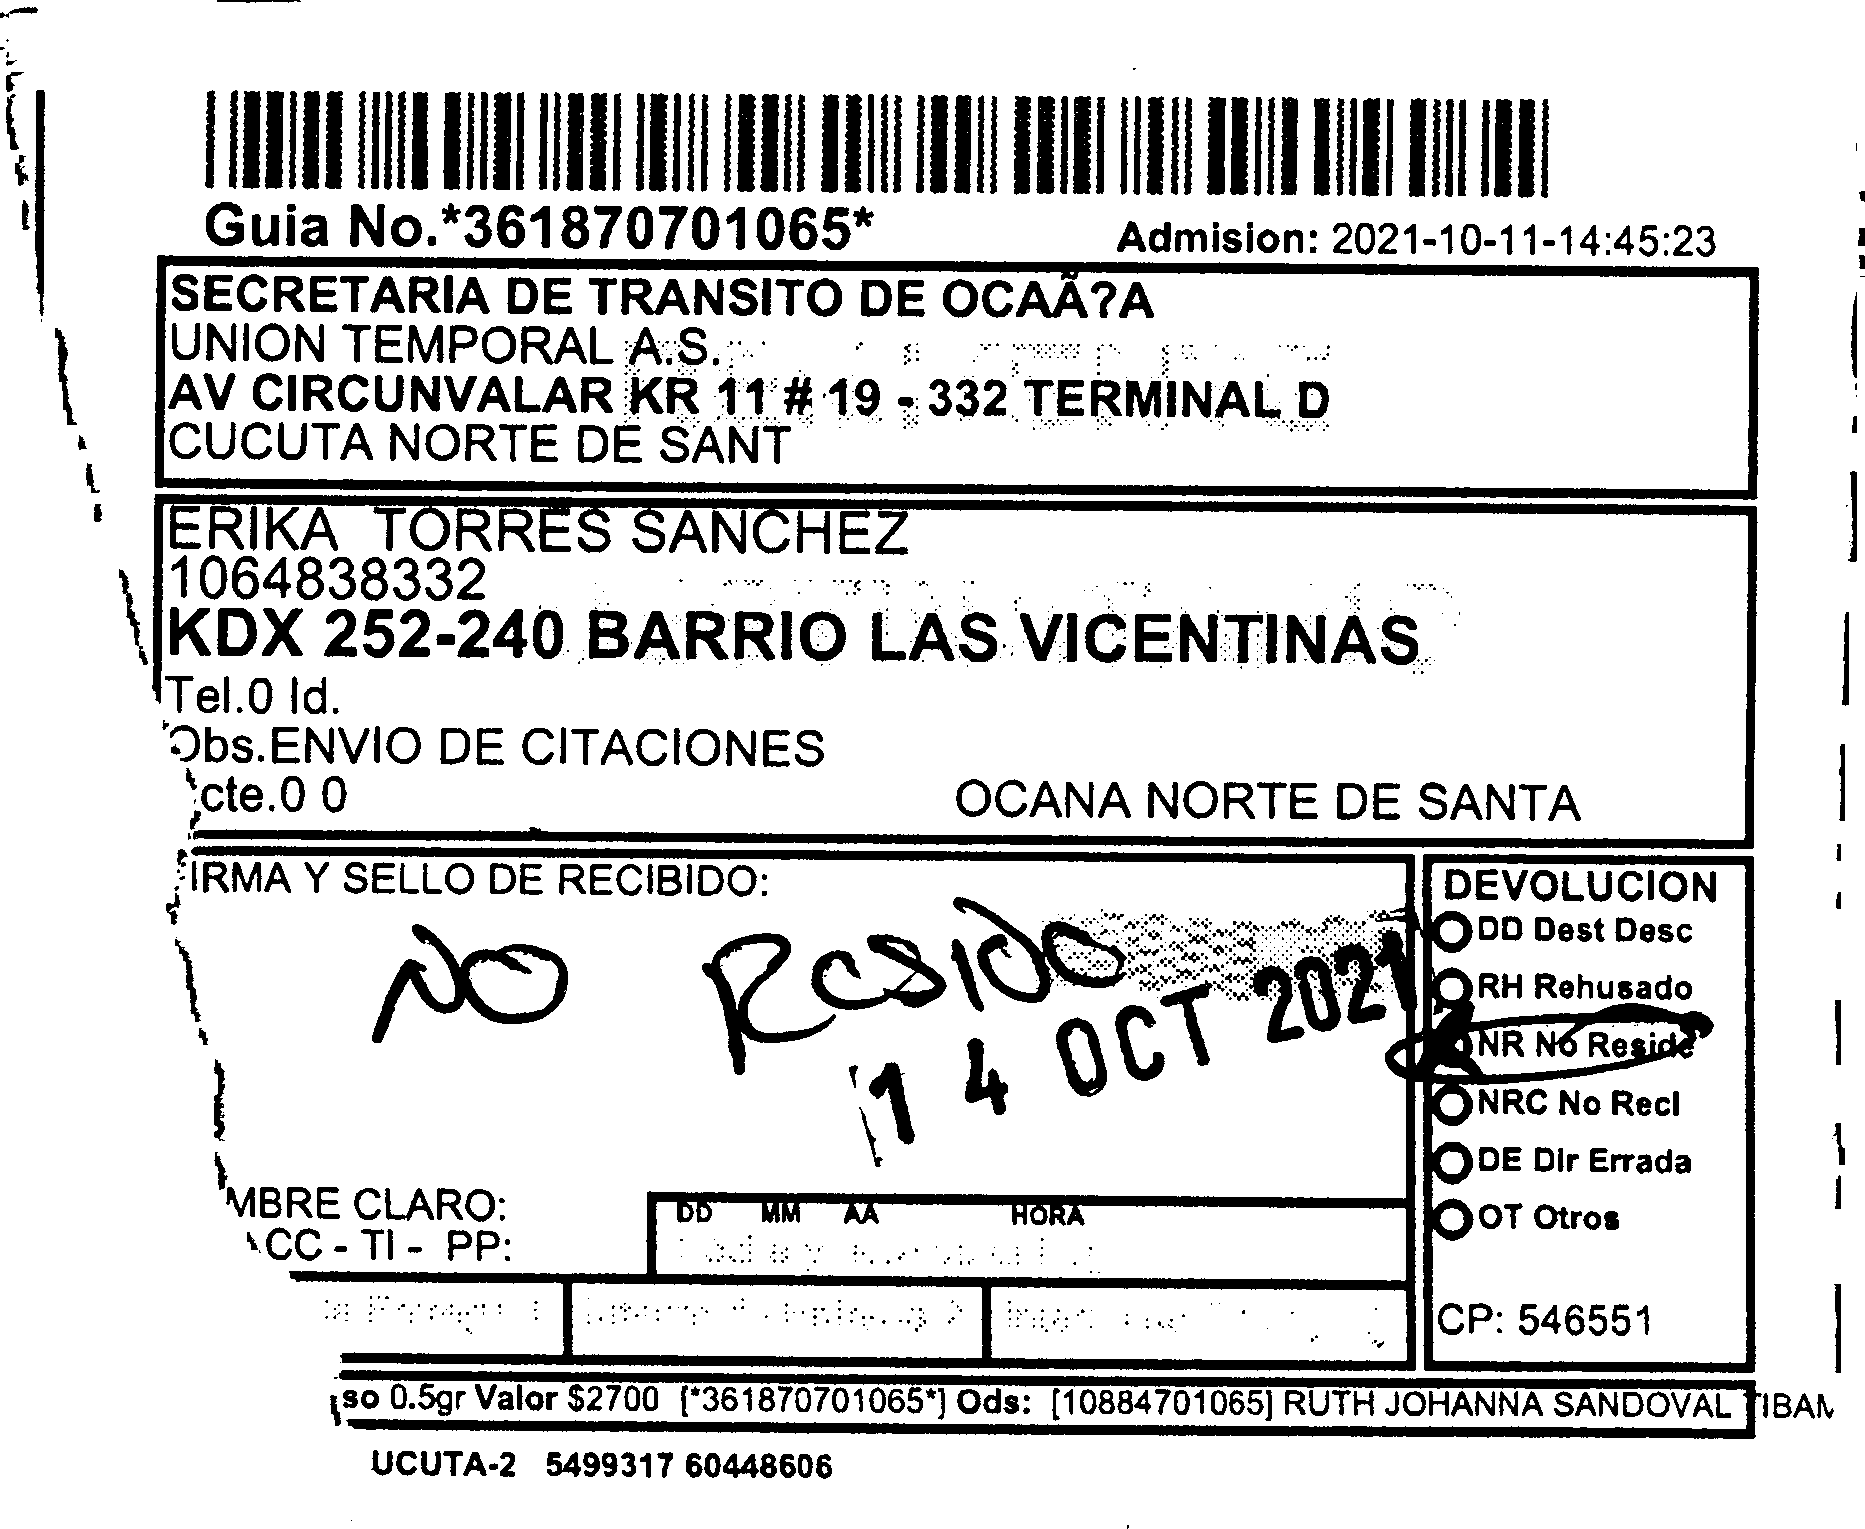 Guia No.*361870701065*
Admision: 2021-10-11-14:45:23
SECRETARIA DE TRANSITO DE OCAÃ?A
UNION TEMPORAL A.S.
AV CIRCUNVALAR KR 11 # 19 - 332 TERMINAL D
CUCUTA NORTE DE SANT
ERIKA TORRES SANCHEZ
1064838332
KDX 252-240 BARRIO LAS VICENTINAS
Tel.0 Id.
Obs.ENVIO DE CITACIONES
cte.0 0
OCANA NORTE DE SANTA
IRMA Y SELLO DE RECIBIDO:
NO
14 OCT 2021
DEVOLUCION
DD Dest Desc
RH Rehusado
NR No Reside
NRC No Recl
DE Dir Errada
OT Otros
MBRE CLARO:
CC - TI - PP:
DD MM AA HORA
CP: 546551
so 0.5gr Valor $2700 [*361870701065*] Ods: [10884701065] RUTH JOHANNA SANDOVAL TIBAM
UCUTA-2 5499317 60448606